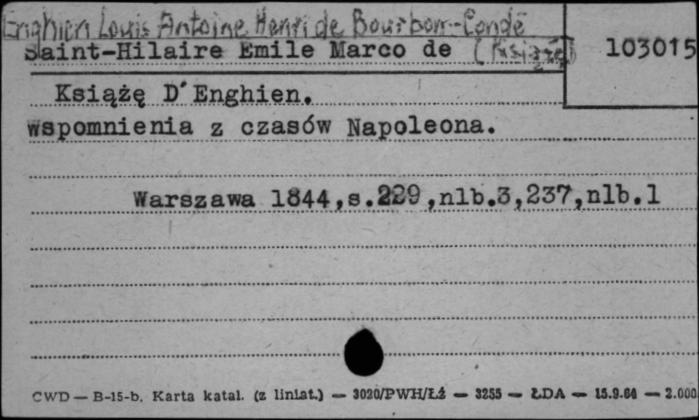 Enghien Louis Antoine Henri de Bourbon-Condé
Saint-Hilaire Emile Marco de (Książę) 103015
Książę D'Enghien.
wspomnienia z czasów Napoleona.
Warszawa 1844,s.229,nlb.3,237,nlb.1
CWD — B-15-b. Karta katal. (z liniat.) — 3020/PWH/Łź — 3255 — ŁDA — 15.9.64 — 2.000